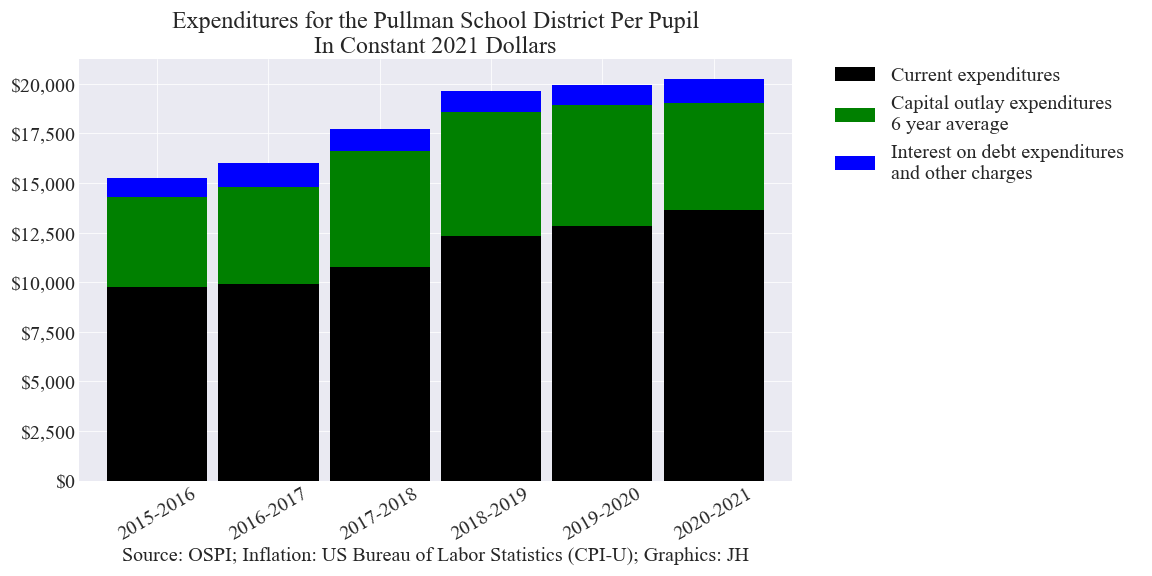 Expenditures for the Pullman School District Per Pupil
In Constant 2021 Dollars
$20,000
$17,500
$15,000
$12,500
$10,000
$7,500
$5,000
$2,500
$0
2015-2016
2016-2017
2017-2018
2018-2019
2019-2020
2020-2021
Source: OSPI; Inflation: US Bureau of Labor Statistics (CPI-U); Graphics: JH
Current expenditures
Capital outlay expenditures
6 year average
Interest on debt expenditures
and other charges